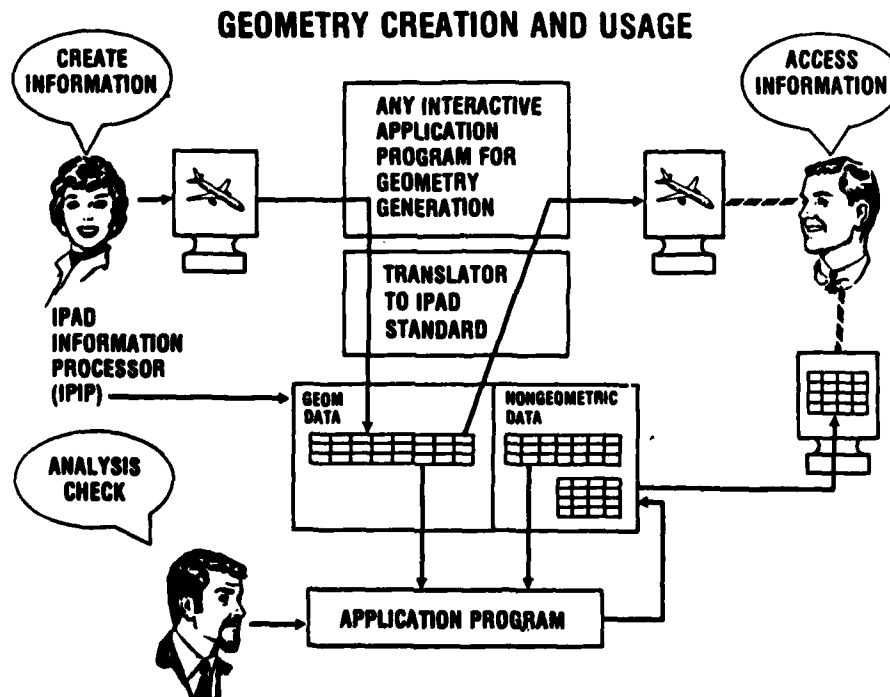 GEOMETRY CREATION AND USAGE
CREATE
INFORMATION
ACCESS
INFORMATION
ANY INTERACTIVE
APPLICATION
PROGRAM FOR
GEOMETRY
GENERATION
TRANSLATOR
TO IPAD
STANDARD
IPAD
INFORMATION
PROCESSOR
(IPIP)
GEOM
DATA
NONGEOMETRIC
DATA
ANALYSIS
CHECK
APPLICATION PROGRAM